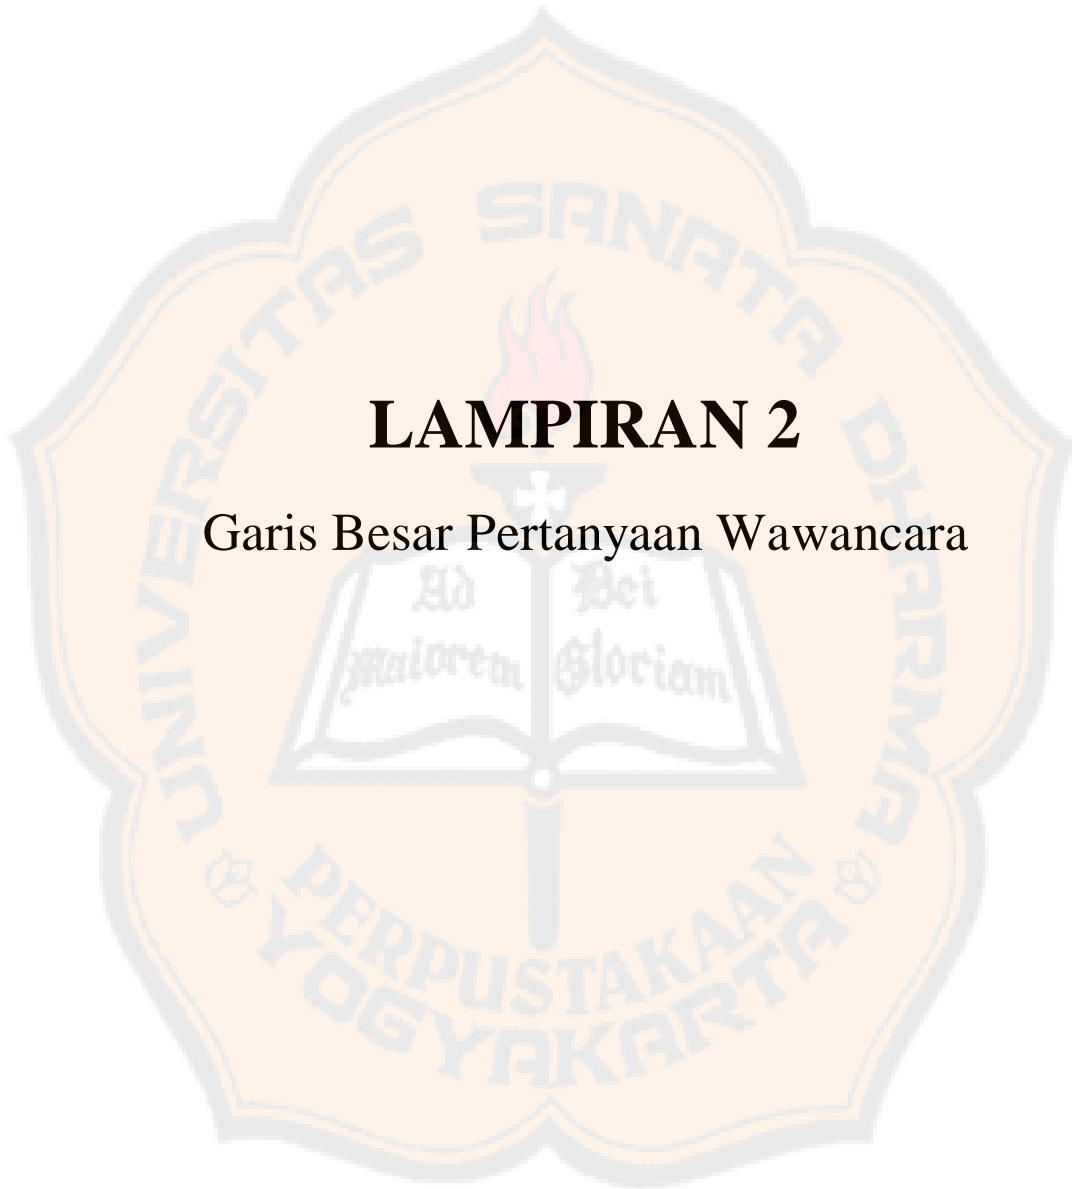 UNIVERSITAS SANATA DHARMA
LAMPIRAN 2
Garis Besar Pertanyaan Wawancara
Ad Dei
maiorem Gloriam
PERPUSTAKAAN
YOGYAKARTA